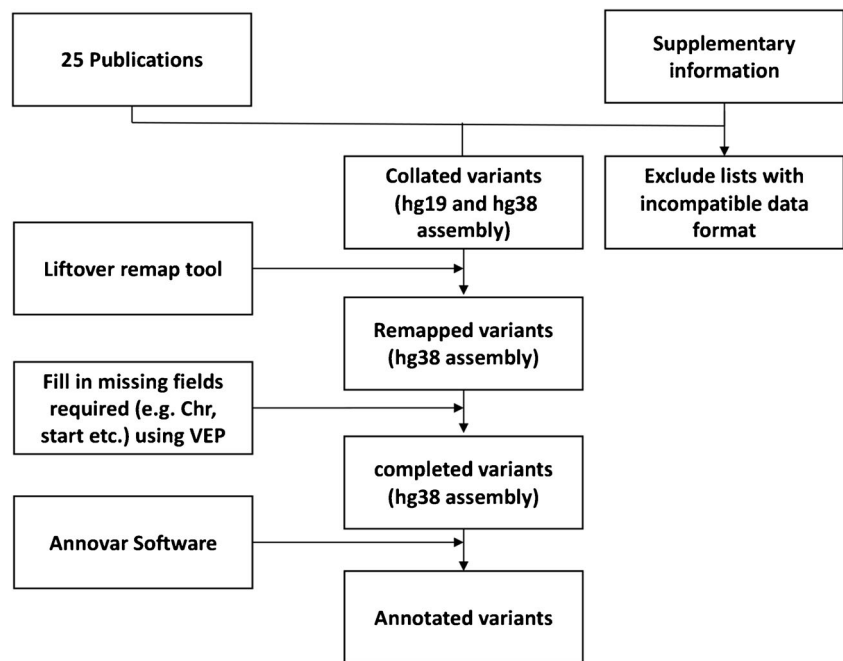 25 Publications
Supplementary
information
Collated variants
(hg19 and hg38
assembly)
Exclude lists with
incompatible data
format
Liftover remap tool
Remapped variants
(hg38 assembly)
Fill in missing fields
required (e.g. Chr,
start etc.) using VEP
completed variants
(hg38 assembly)
Annovar Software
Annotated variants